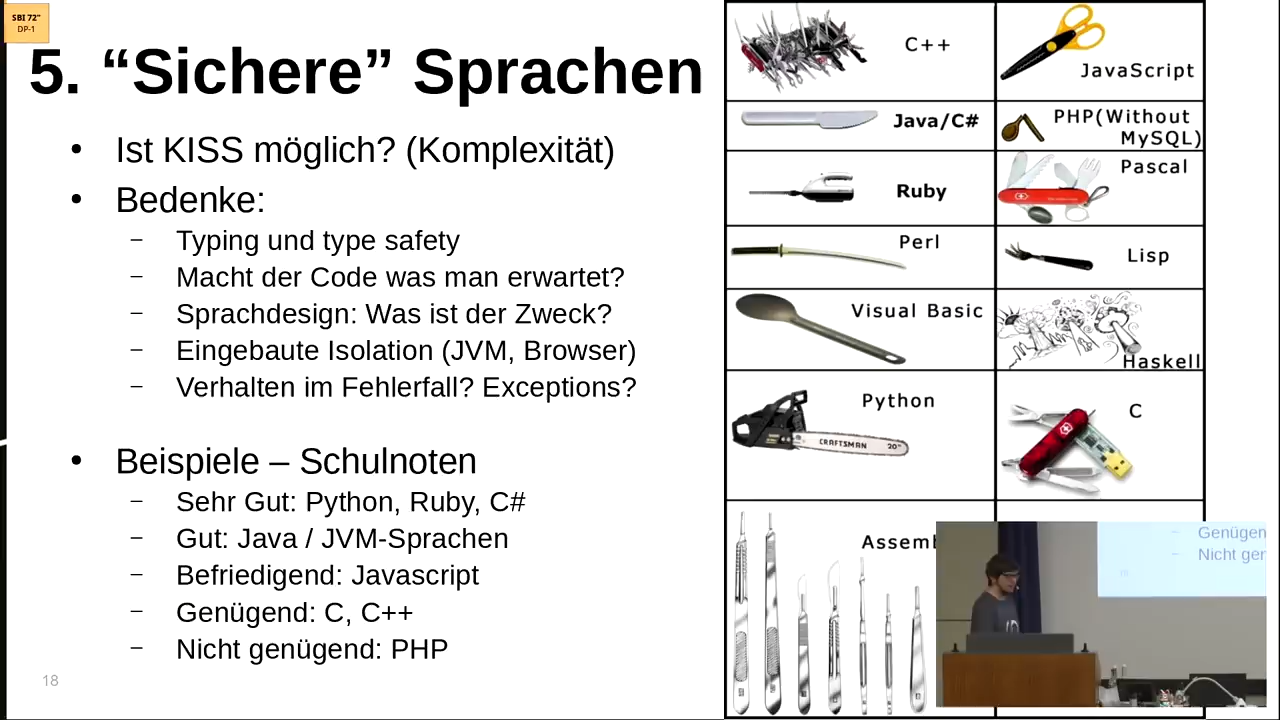 SBI 72"
DP-1
5. “Sichere” Sprachen
• Ist KISS möglich? (Komplexität)
• Bedenke:
– Typing und type safety
– Macht der Code was man erwartet?
– Sprachdesign: Was ist der Zweck?
– Eingebaute Isolation (JVM, Browser)
– Verhalten im Fehlerfall? Exceptions?
• Beispiele – Schulnoten
– Sehr Gut: Python, Ruby, C#
– Gut: Java / JVM-Sprachen
– Befriedigend: Javascript
– Genügend: C, C++
– Nicht genügend: PHP
18
C++
JavaScript
Java/C#
PHP(Without
MySQL)
Ruby
Pascal
Perl
Lisp
Visual Basic
Haskell
Python
CRAFTSMAN 20"
C
Assemb
– Genügen
– Nicht ger